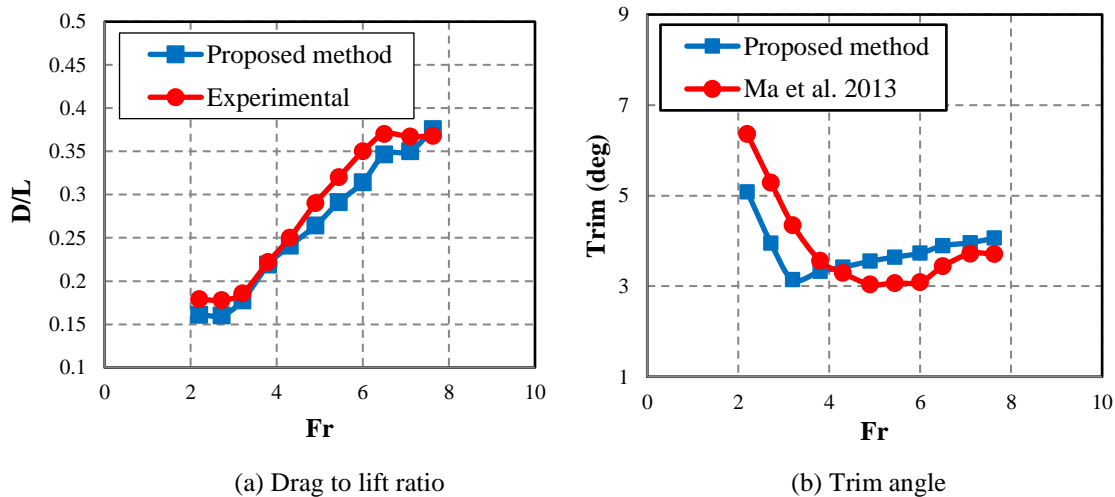 0.5
0.45
0.4
0.35
0.3
0.25
0.2
0.15
0.1
D/L
Proposed method
Experimental
0 2 4 6 8 10
Fr
(a) Drag to lift ratio
9
7
5
3
1
Trim (deg)
Proposed method
Ma et al. 2013
0 2 4 6 8 10
Fr
(b) Trim angle